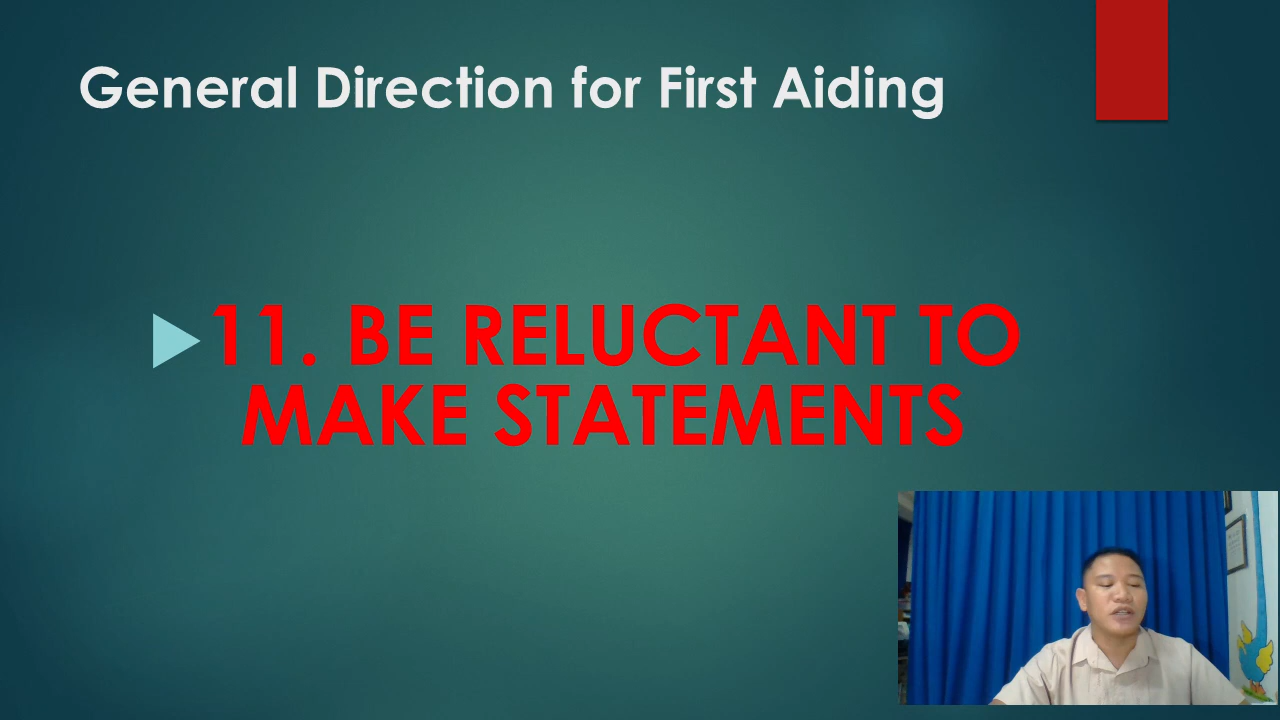 General Direction for First Aiding
11. BE RELUCTANT TO
MAKE STATEMENTS